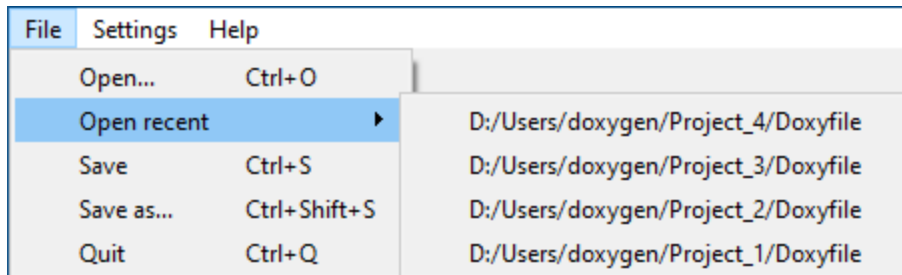 File Settings Help
Open... Ctrl+O
Open recent D:/Users/doxygen/Project_4/Doxyfile
Save Ctrl+S D:/Users/doxygen/Project_3/Doxyfile
Save as... Ctrl+Shift+S D:/Users/doxygen/Project_2/Doxyfile
Quit Ctrl+Q D:/Users/doxygen/Project_1/Doxyfile